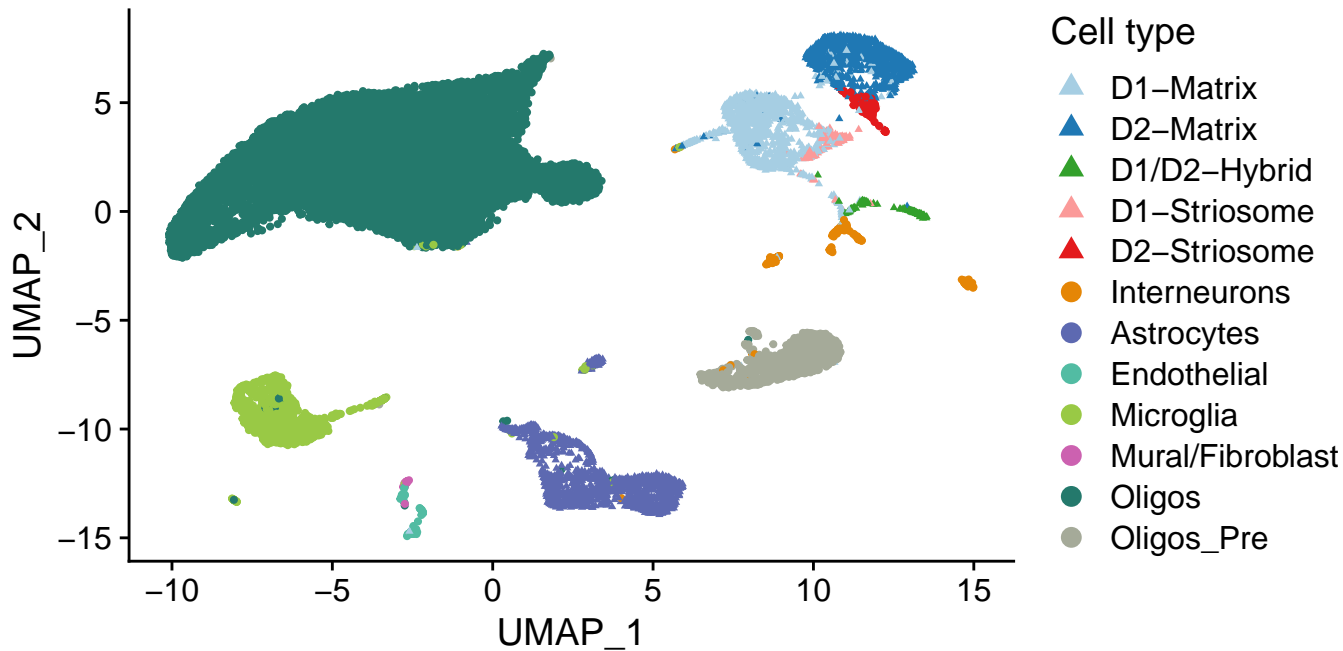 Cell type
D1−Matrix
D2−Matrix
D1/D2−Hybrid
D1−Striosome
D2−Striosome
Interneurons
Astrocytes
Endothelial
Microglia
Mural/Fibroblast
Oligos
Oligos_Pre
UMAP_2
5
0
−5
−10
−15
−10
−5
0
5
10
15
UMAP_1